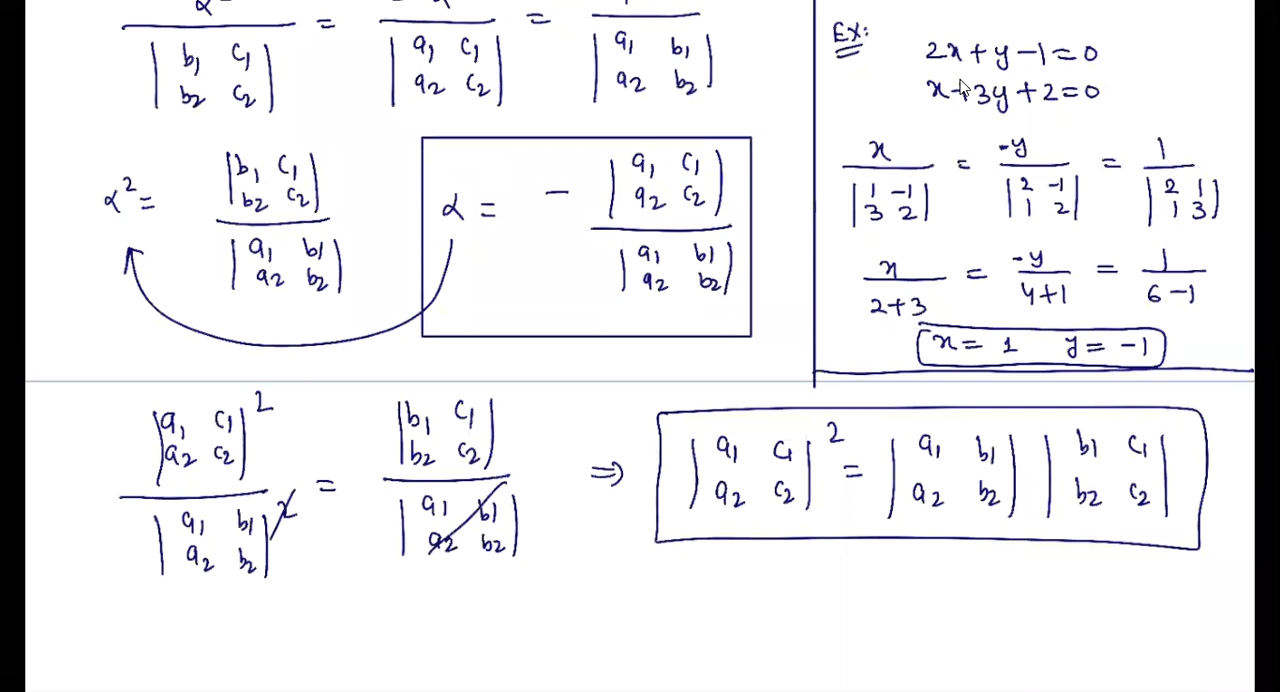 α² / |b₁ c₁; b₂ c₂| = -α / |a₁ c₁; a₂ c₂| = 1 / |a₁ b₁; a₂ b₂|
α² = |b₁ c₁; b₂ c₂| / |a₁ b₁; a₂ b₂|    α = - |a₁ c₁; a₂ c₂| / |a₁ b₁; a₂ b₂|
EX:
2x + y - 1 = 0
x + 3y + 2 = 0
x / |1 -1; 3 2| = -y / |2 -1; 1 2| = 1 / |2 1; 1 3|
x / 2+3 = -y / 4+1 = 1 / 6-1
x = 1    y = -1
|a₁ c₁; a₂ c₂|² / |a₁ b₁; a₂ b₂|² = |b₁ c₁; b₂ c₂| / |a₁ b₁; a₂ b₂| ⇒ |a₁ c₁; a₂ c₂|² = |a₁ b₁; a₂ b₂| |b₁ c₁; b₂ c₂|